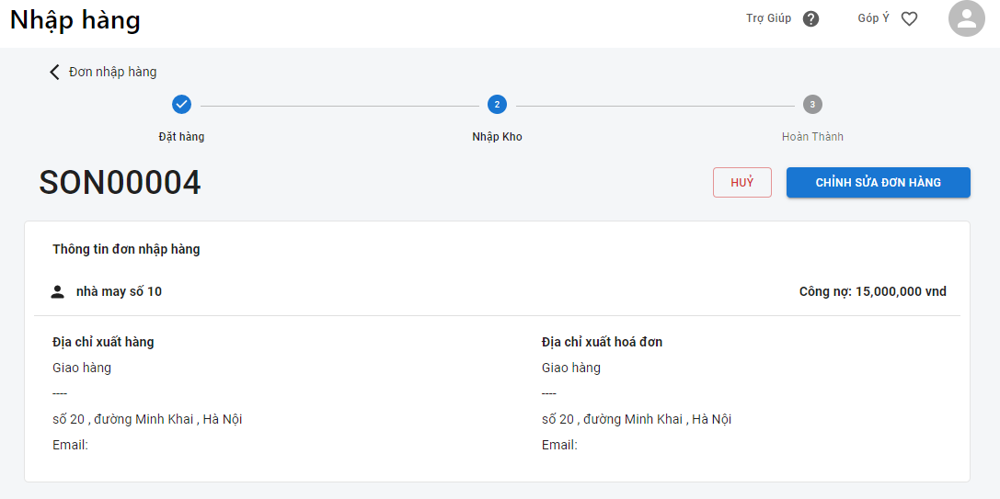 Nhập hàng
Trợ Giúp ?
Góp Ý
Đơn nhập hàng
2
3
Đặt hàng
Nhập Kho
Hoàn Thành
SON00004
HUỶ
CHỈNH SỬA ĐƠN HÀNG
Thông tin đơn nhập hàng
nhà may số 10
Công nợ: 15,000,000 vnd
Địa chỉ xuất hàng
Địa chỉ xuất hoá đơn
Giao hàng
Giao hàng
----
----
số 20 , đường Minh Khai , Hà Nội
số 20 , đường Minh Khai , Hà Nội
Email:
Email: